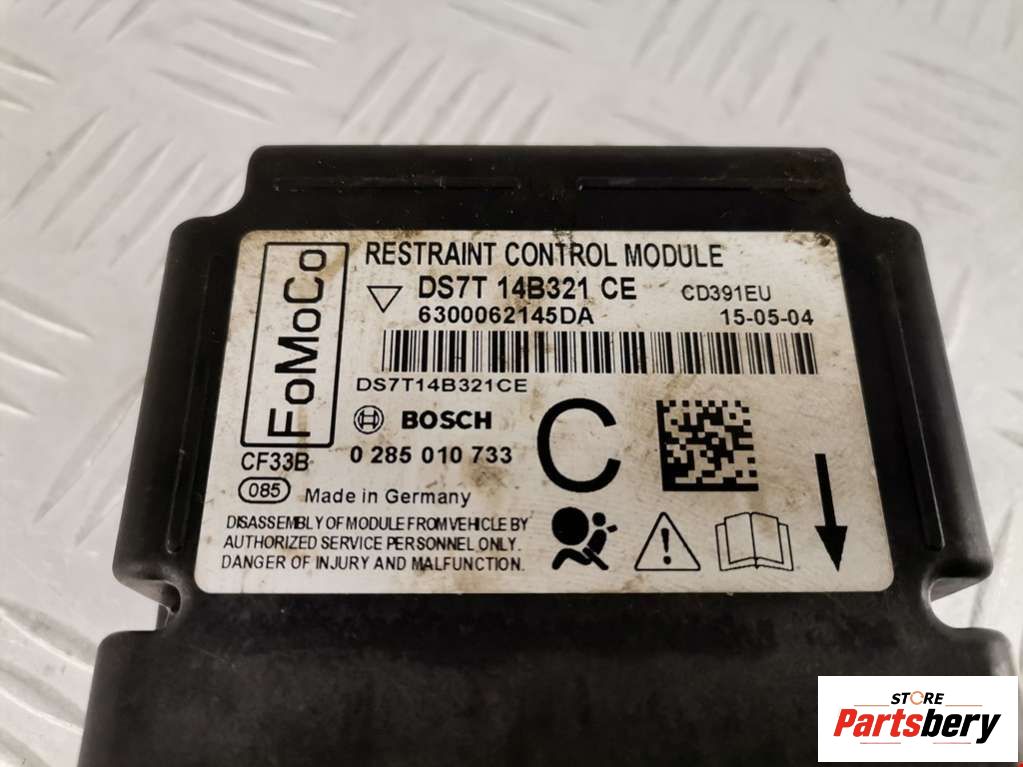 FoMoCo
RESTRAINT CONTROL MODULE
DS7T 14B321 CE
CD391EU
6300062145DA
15-05-04
DS7T14B321CE
BOSCH
C
CF33B
0 285 010 733
085
Made in Germany
DISASSEMBLY OF MODULE FROM VEHICLE BY
AUTHORIZED SERVICE PERSONNEL ONLY.
DANGER OF INJURY AND MALFUNCTION.
STORE
Partsbery